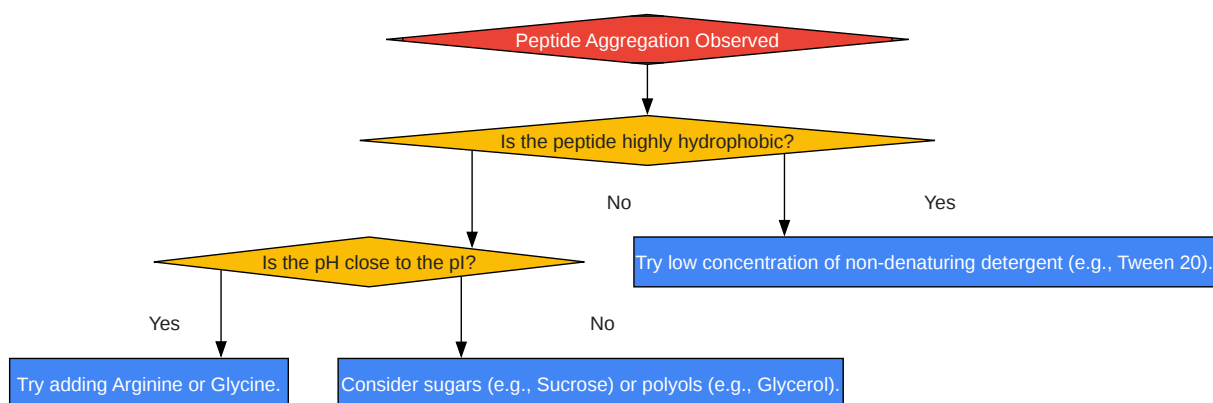 Peptide Aggregation Observed
Is the peptide highly hydrophobic?
No
Yes
Is the pH close to the pI?
Try low concentration of non-denaturing detergent (e.g., Tween 20).
Yes
No
Try adding Arginine or Glycine.
Consider sugars (e.g., Sucrose) or polyols (e.g., Glycerol).